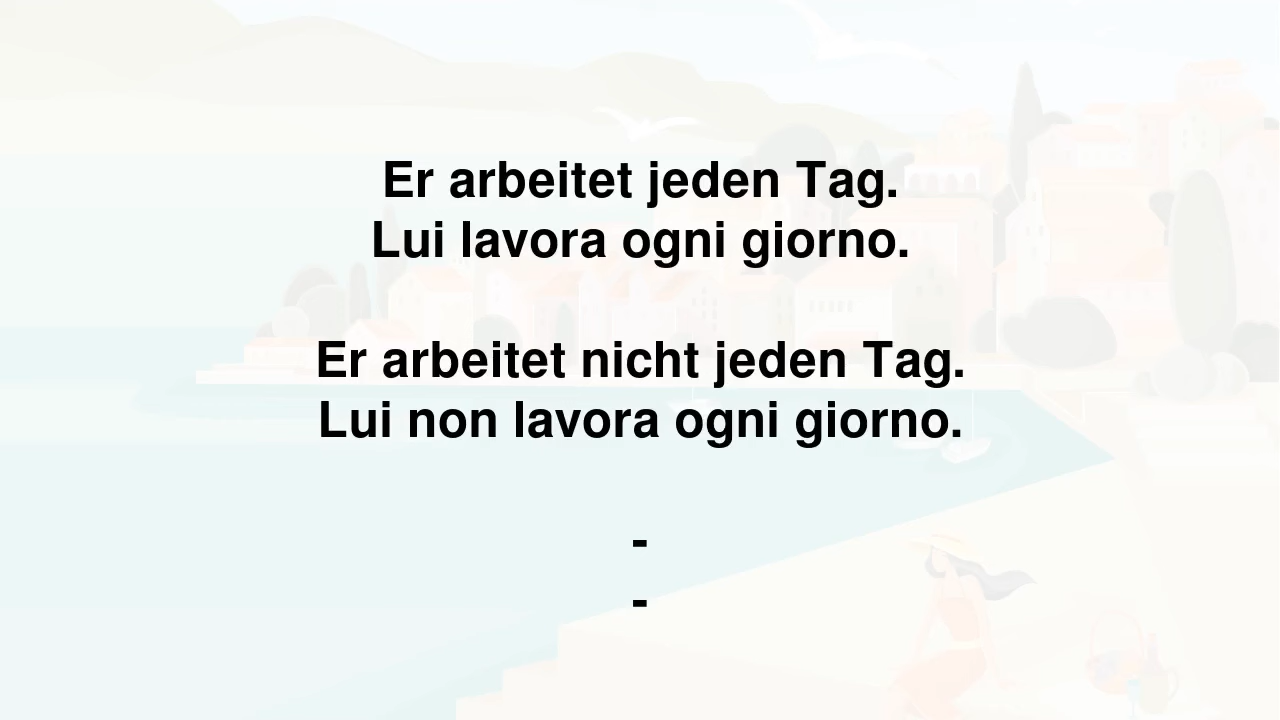 Er arbeitet jeden Tag.
Lui lavora ogni giorno.
Er arbeitet nicht jeden Tag.
Lui non lavora ogni giorno.
-
-